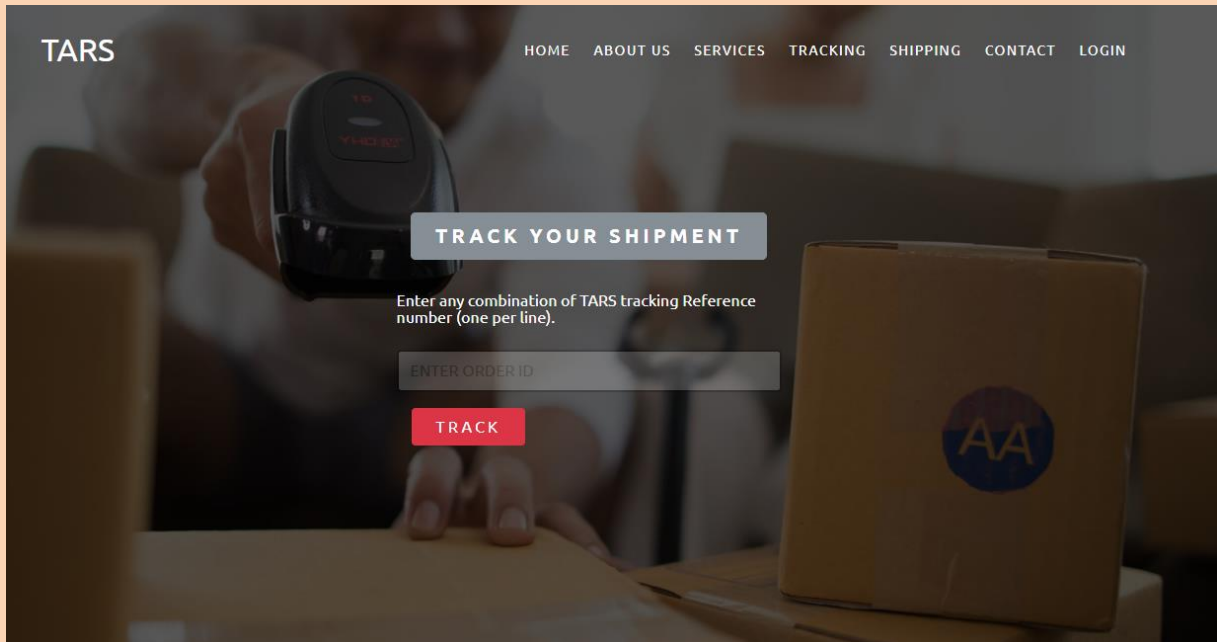 TARS
HOME ABOUT US SERVICES TRACKING SHIPPING CONTACT LOGIN
TRACK YOUR SHIPMENT
Enter any combination of TARS tracking Reference
number (one per line).
ENTER ORDER ID
TRACK
AA